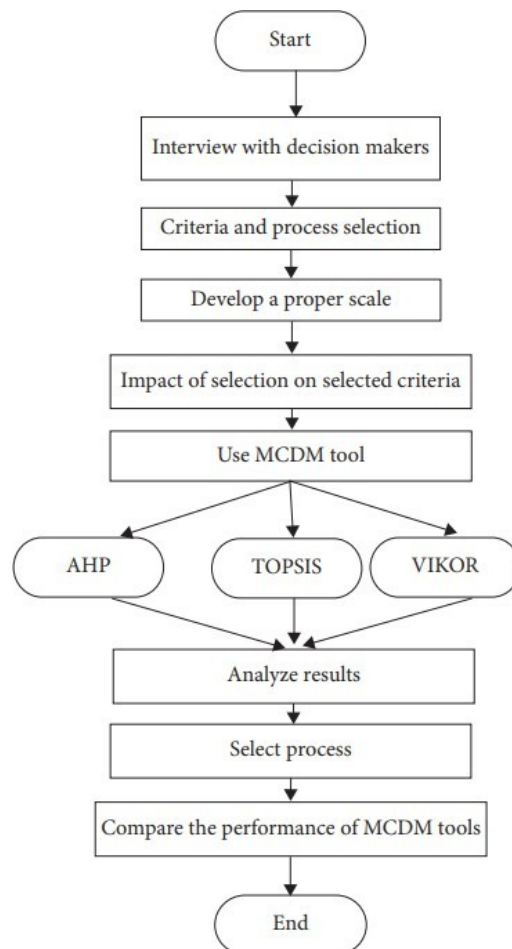 Start
Interview with decision makers
Criteria and process selection
Develop a proper scale
Impact of selection on selected criteria
Use MCDM tool
AHP
TOPSIS
VIKOR
Analyze results
Select process
Compare the performance of MCDM tools
End